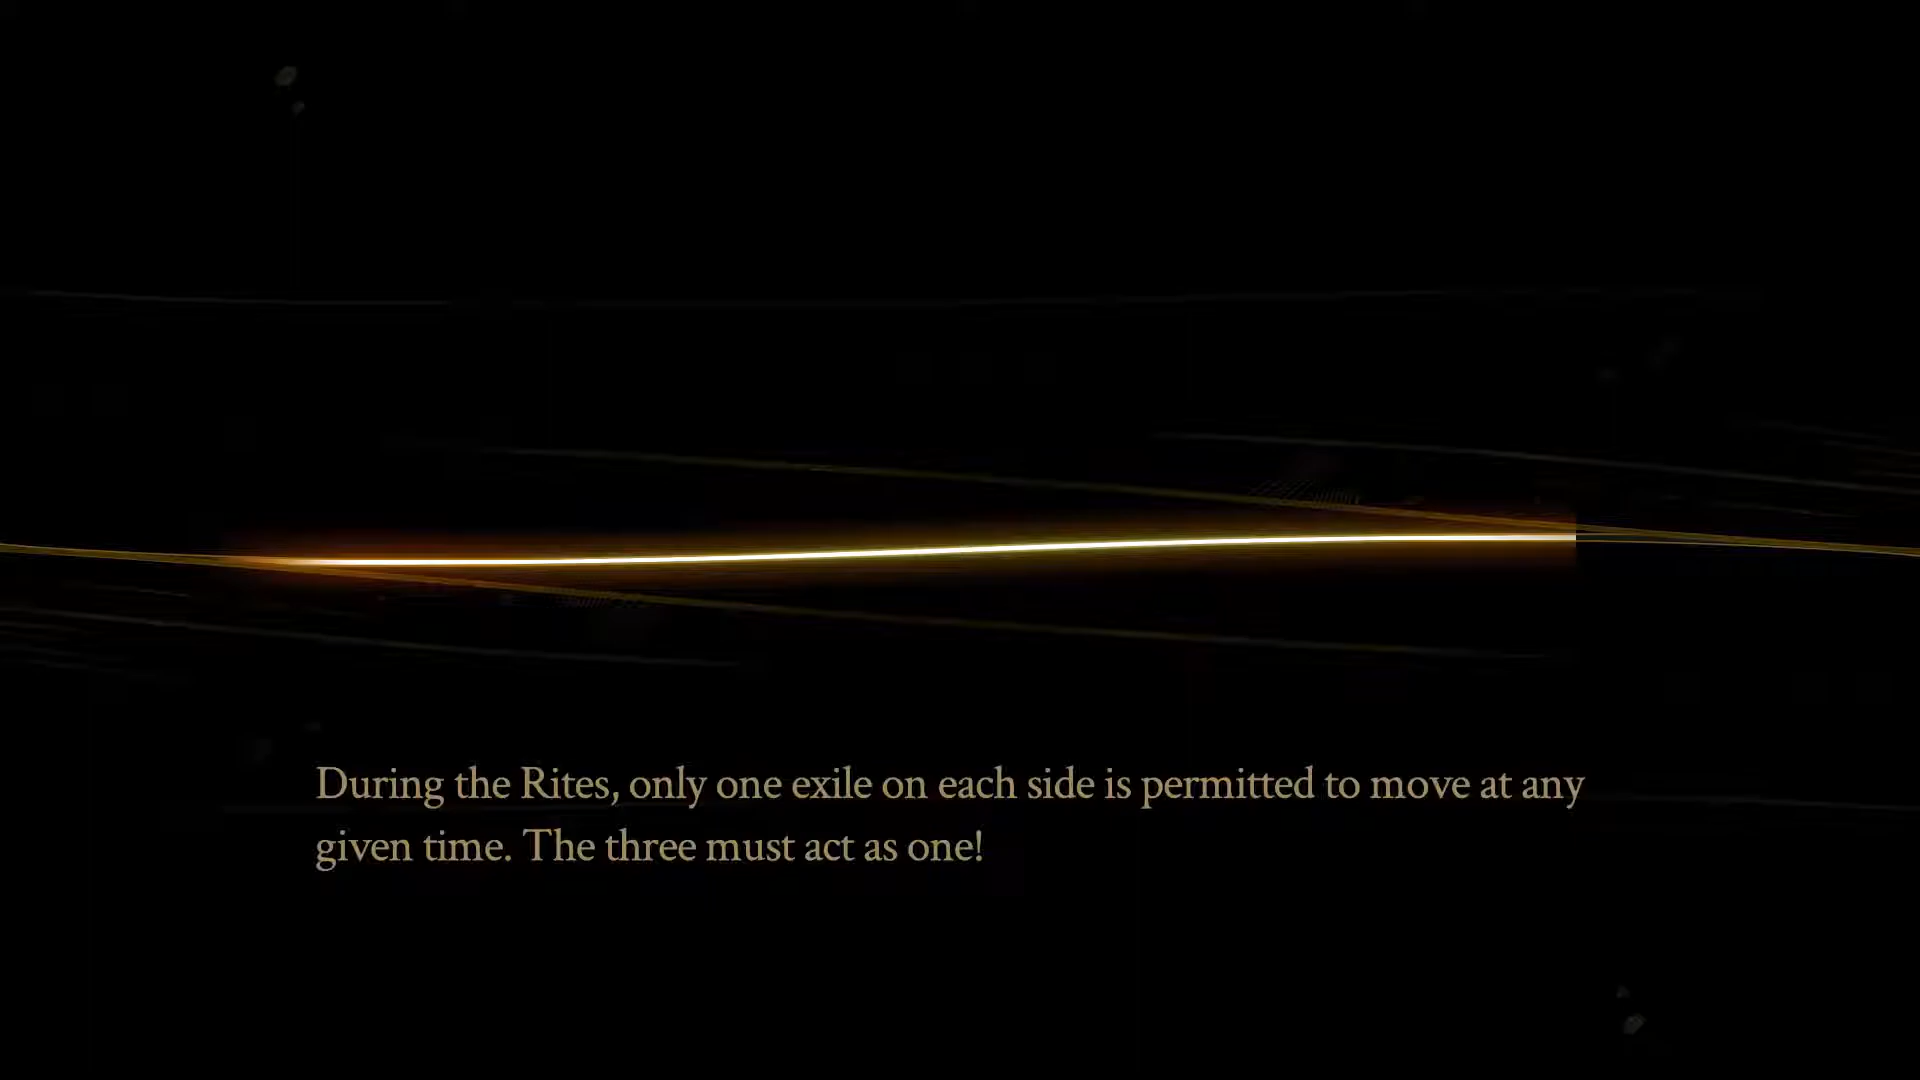 During the Rites, only one exile on each side is permitted to move at any
given time. The three must act as one!